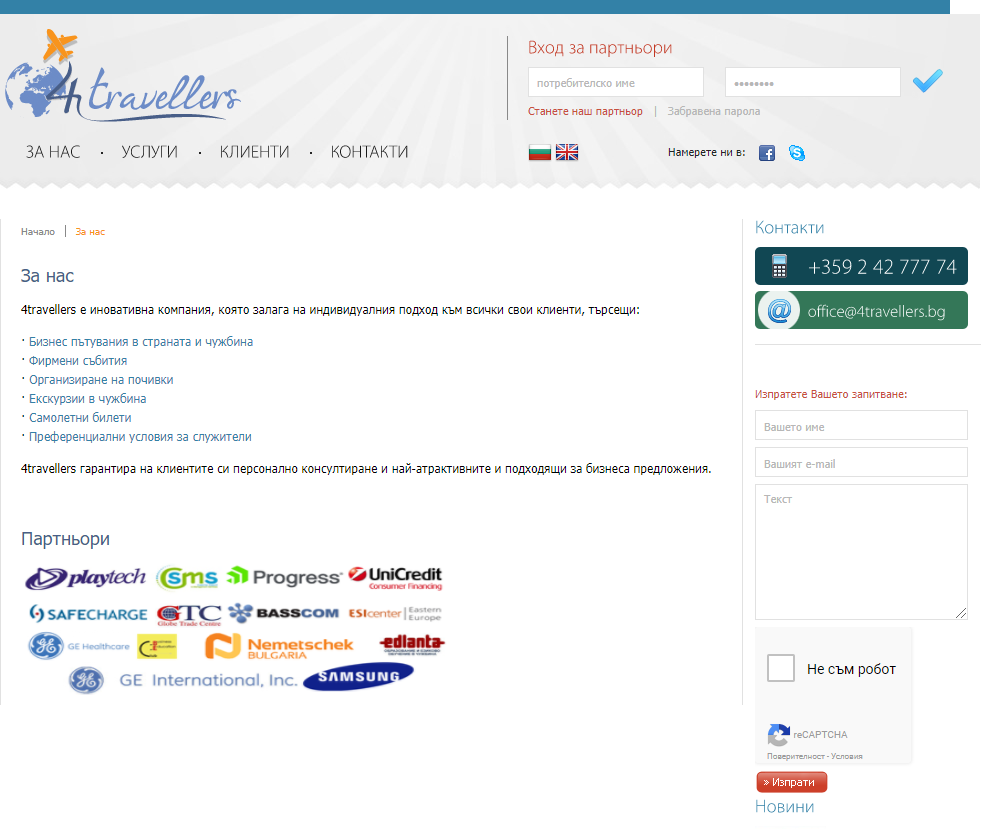 4travellers
Вход за партньори
потребителско име
Станете наш партньор | Забравена парола
ЗА НАС · УСЛУГИ · КЛИЕНТИ · КОНТАКТИ
Намерете ни в:
Начало | За нас
За нас
4travellers е иновативна компания, която залага на индивидуалния подход към всички свои клиенти, търсещи:
· Бизнес пътувания в страната и чужбина
· Фирмени събития
· Организиране на почивки
· Екскурзии в чужбина
· Самолетни билети
· Преференциални условия за служители
4travellers гарантира на клиентите си персонално консултиране и най-атрактивните и подходящи за бизнеса предложения.
Партньори
playtech sms Progress UniCredit
Consumer Financing
SAFECHARGE GTC BASSCOM ESIcenter Eastern Europe
Globe Trade Centre
GE Healthcare Nemetschek edlanta
BULGARIA
GE International, Inc. SAMSUNG
Контакти
+359 2 42 777 74
office@4travellers.bg
Изпратете Вашето запитване:
Вашето име
Вашият e-mail
Текст
Не съм робот
reCAPTCHA
Поверителност - Условия
» Изпрати
Новини